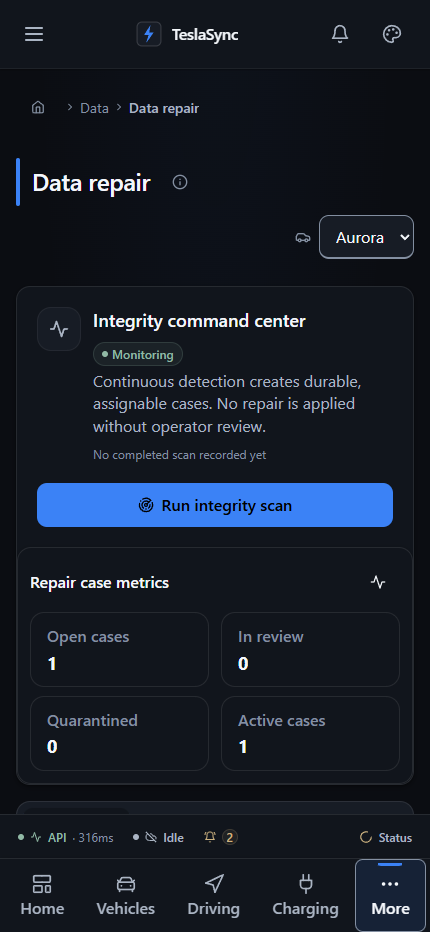 TeslaSync
Data
Data repair
Data repair
Aurora
Integrity command center
Monitoring
Continuous detection creates durable,
assignable cases. No repair is applied
without operator review.
No completed scan recorded yet
Run integrity scan
Repair case metrics
Open cases
1
In review
0
Quarantined
0
Active cases
1
API · 316ms
Idle
2
Status
Home
Vehicles
Driving
Charging
More